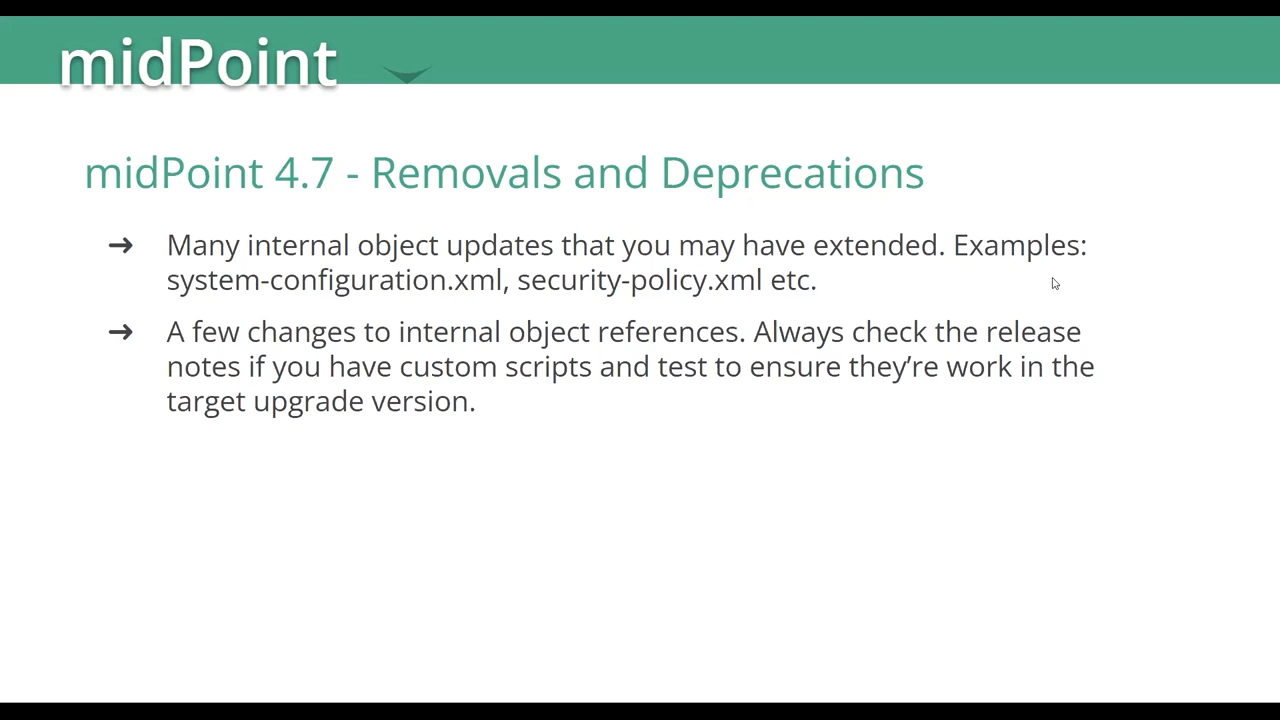 midPoint
midPoint 4.7 - Removals and Deprecations
➔ Many internal object updates that you may have extended. Examples:
system-configuration.xml, security-policy.xml etc.
➔ A few changes to internal object references. Always check the release
notes if you have custom scripts and test to ensure they’re work in the
target upgrade version.